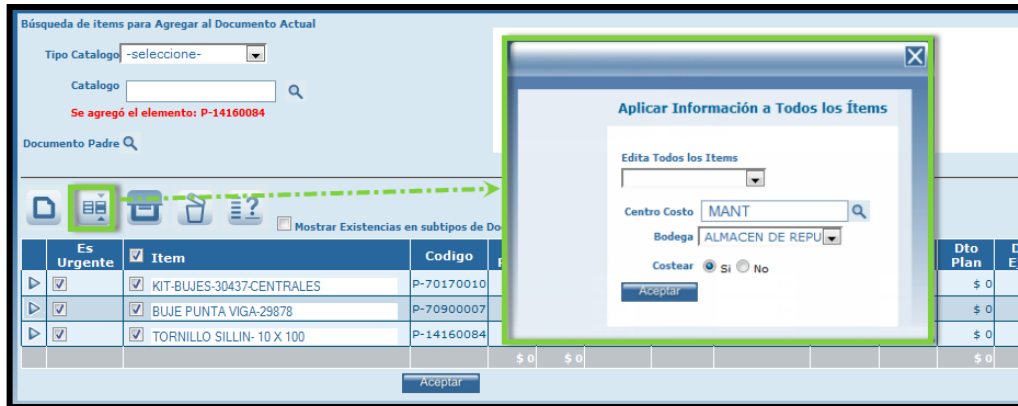 Búsqueda de items para Agregar al Documento Actual
Tipo Catalogo -seleccione-
Catalogo
Se agregó el elemento: P-14160084
Documento Padre
Aplicar Información a Todos los Ítems
Edita Todos los Items
Centro Costo MANT
Bodega ALMACEN DE REPU
Costear Si No
Aceptar
Mostrar Existencias en subtipos de Do
Es Urgente Item Codigo Dto Plan
KIT-BUJES-30437-CENTRALES P-70170010 $ 0
BUJE PUNTA VIGA-29878 P-70900007 $ 0
TORNILLO SILLIN- 10 X 100 P-14160084 $ 0
$ 0 $ 0 $ 0
Aceptar